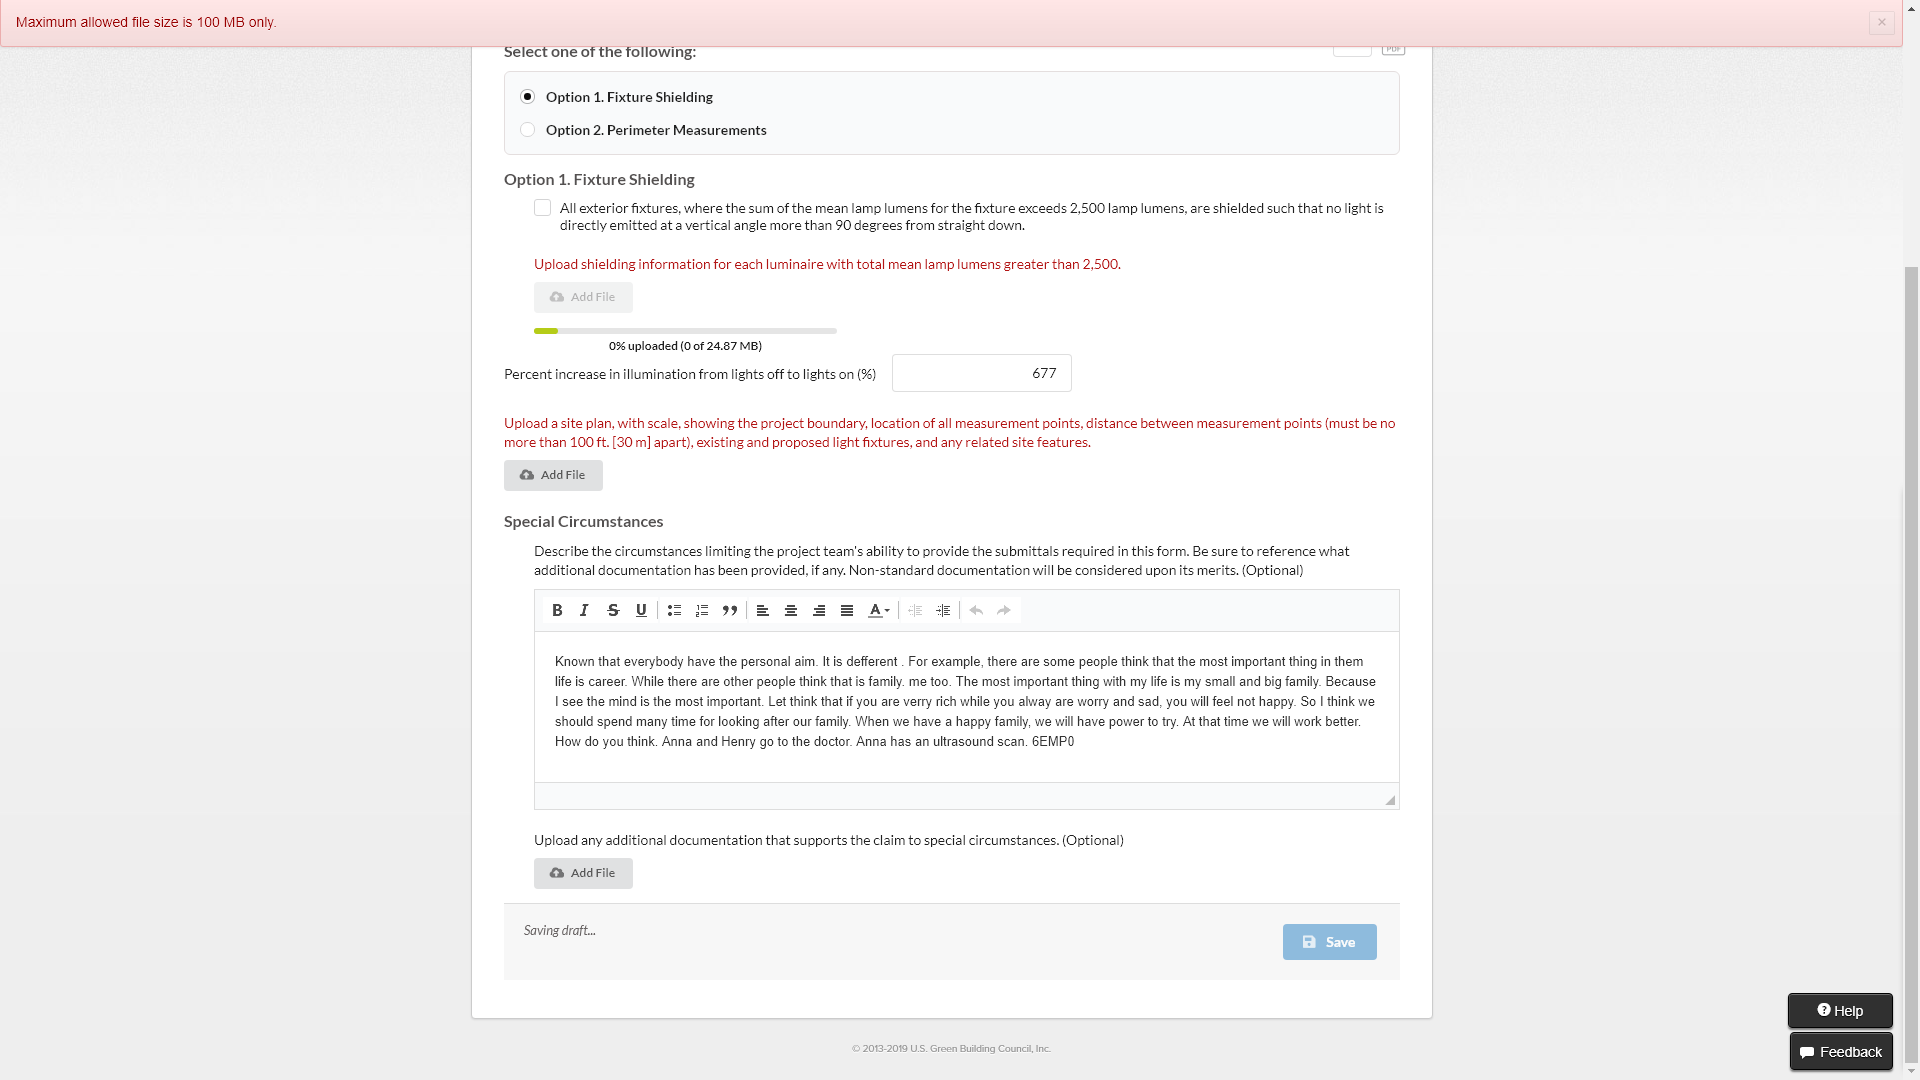 Maximum allowed file size is 100 MB only.
×
Select one of the following:
PDF
Option 1. Fixture Shielding
Option 2. Perimeter Measurements
Option 1. Fixture Shielding
All exterior fixtures, where the sum of the mean lamp lumens for the fixture exceeds 2,500 lamp lumens, are shielded such that no light is
directly emitted at a vertical angle more than 90 degrees from straight down.
Upload shielding information for each luminaire with total mean lamp lumens greater than 2,500.
Add File
0% uploaded (0 of 24.87 MB)
Percent increase in illumination from lights off to lights on (%) 677
Upload a site plan, with scale, showing the project boundary, location of all measurement points, distance between measurement points (must be no
more than 100 ft. [30 m] apart), existing and proposed light fixtures, and any related site features.
Add File
Special Circumstances
Describe the circumstances limiting the project team's ability to provide the submittals required in this form. Be sure to reference what
additional documentation has been provided, if any. Non-standard documentation will be considered upon its merits. (Optional)
B I S U A
Known that everybody have the personal aim. It is defferent . For example, there are some people think that the most important thing in them
life is career. While there are other people think that is family. me too. The most important thing with my life is my small and big family. Because
I see the mind is the most important. Let think that if you are verry rich while you alway are worry and sad, you will feel not happy. So I think we
should spend many time for looking after our family. When we have a happy family, we will have power to try. At that time we will work better.
How do you think. Anna and Henry go to the doctor. Anna has an ultrasound scan. 6EMP0
Upload any additional documentation that supports the claim to special circumstances. (Optional)
Add File
Saving draft...
Save
Help
Feedback
© 2013-2019 U.S. Green Building Council, Inc.